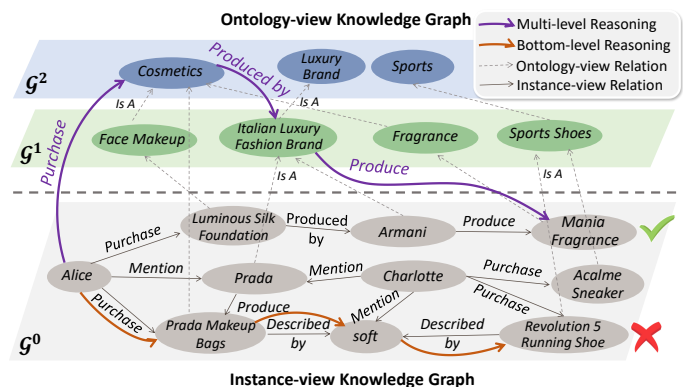 Ontology-view Knowledge Graph
Multi-level Reasoning
Bottom-level Reasoning
Ontology-view Relation
Instance-view Relation
G²
Cosmetics
Produced by
Luxury
Brand
Sports
Is A
Is A
Purchase
G¹
Face Makeup
Italian Luxury
Fashion Brand
Fragrance
Sports Shoes
Is A
Is A
Produce
Luminous Silk
Foundation
Produced
by
Armani
Produce
Mania
Fragrance
Purchase
Alice
Mention
Prada
Mention
Charlotte
Purchase
Acalme
Sneaker
Purchase
Produce
Mention
Purchase
G⁰
Prada Makeup
Bags
Described
by
soft
Described
by
Revolution 5
Running Shoe
Instance-view Knowledge Graph